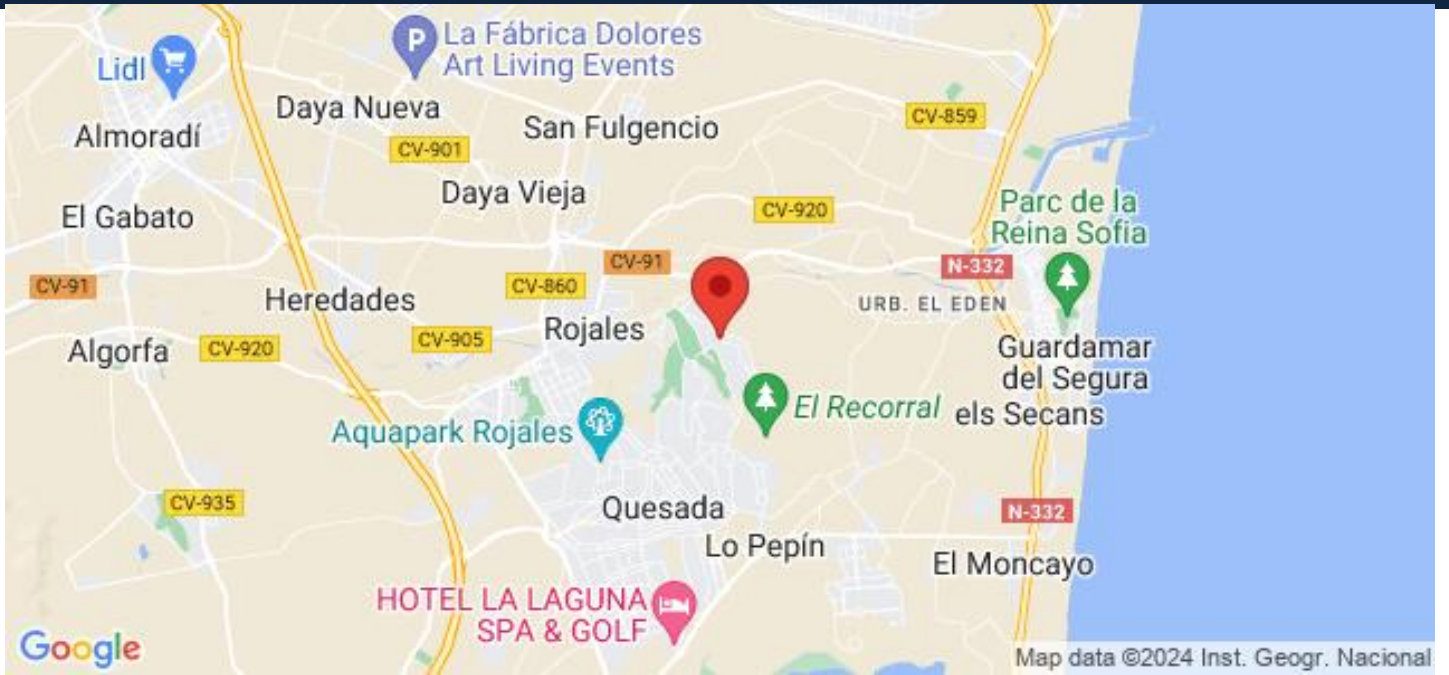 La Fábrica Dolores
Art Living Events
Lidl
Daya Nueva
CV-859
Almoradí
San Fulgencio
CV-901
Daya Vieja
El Gabato
CV-920
Parc de la
Reina Sofia
CV-91
N-332
CV-91
CV-860
Heredades
URB. EL EDEN
Rojales
CV-905
Algorfa
CV-920
Guardamar
del Segura
El Recorral
els Secans
Aquapark Rojales
CV-935
Quesada
N-332
Lo Pepín
El Moncayo
HOTEL LA LAGUNA
SPA & GOLF
Google
Map data ©2024 Inst. Geogr. Nacional